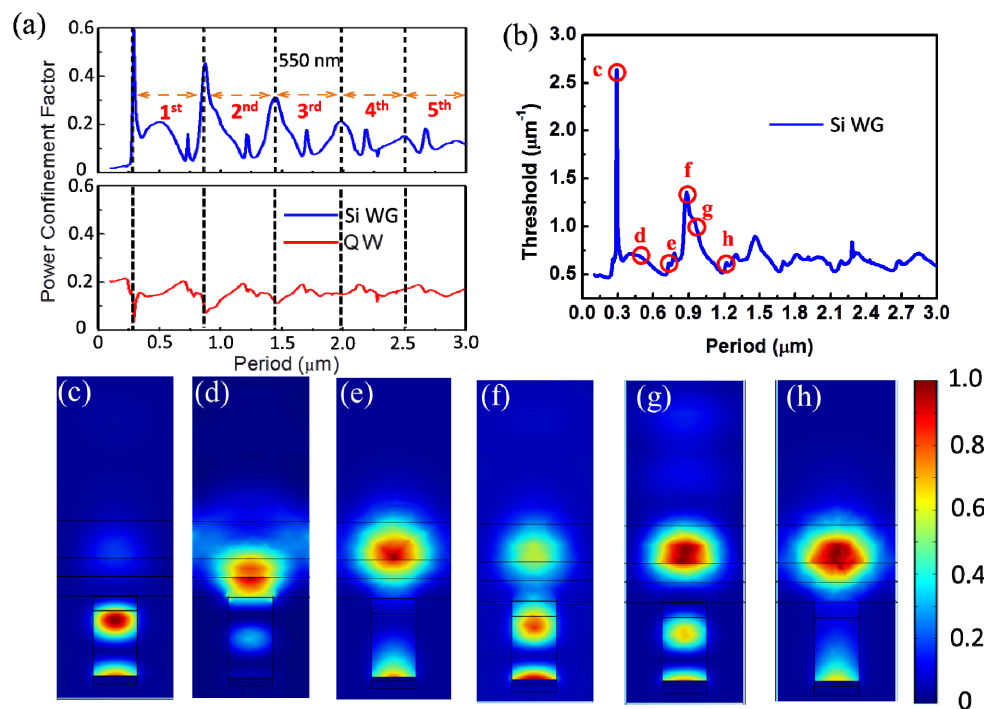 (a)
Power Confinement Factor
0.6
0.4
0.2
0
550 nm
1st 2nd 3rd 4th 5th
0.6
0.4
0.2
0
Si WG
QW
0 0.5 1.0 1.5 2.0 2.5 3.0
Period (μm)
(b)
Threshold (μm-1)
3.0
2.5
2.0
1.5
1.0
0.5
c
Si WG
f
g
d e h
0.0 0.3 0.6 0.9 1.2 1.5 1.8 2.1 2.4 2.7 3.0
Period (μm)
(c) (d) (e) (f) (g) (h)
1.0
0.8
0.6
0.4
0.2
0